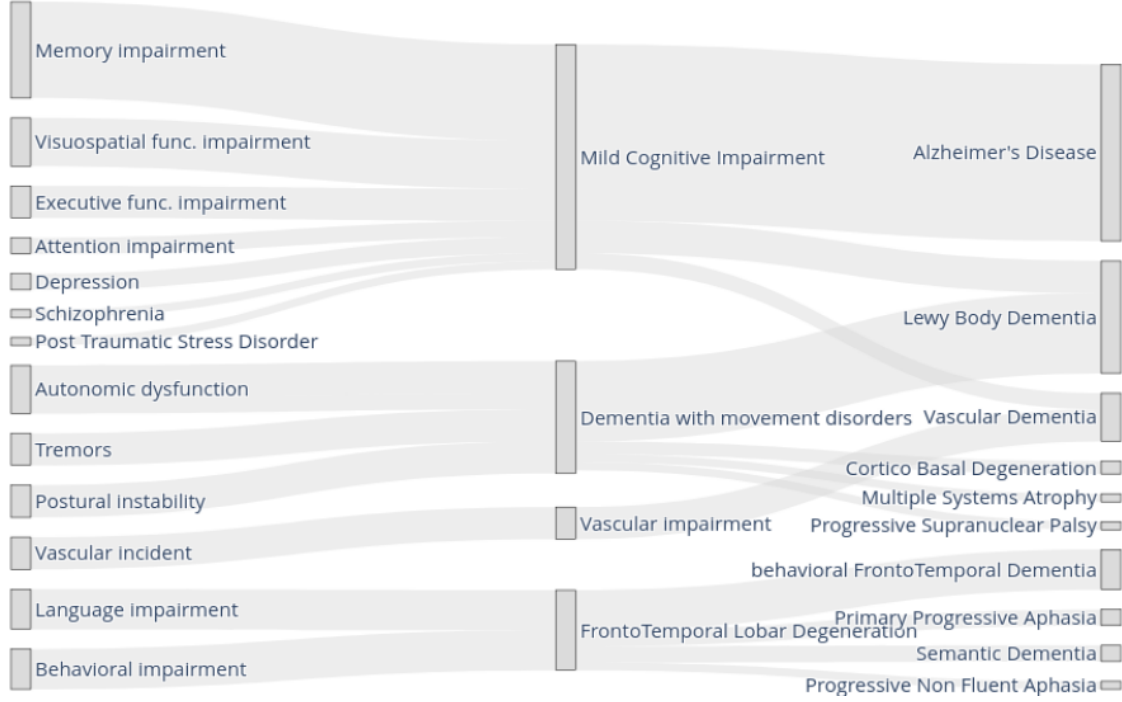 Memory impairment
Visuospatial func. impairment
Executive func. impairment
Attention impairment
Depression
Schizophrenia
Post Traumatic Stress Disorder
Autonomic dysfunction
Tremors
Postural instability
Vascular incident
Language impairment
Behavioral impairment
Mild Cognitive Impairment
Dementia with movement disorders
Vascular impairment
FrontoTemporal Lobar Degeneration
Alzheimer's Disease
Lewy Body Dementia
Vascular Dementia
Cortico Basal Degeneration
Multiple Systems Atrophy
Progressive Supranuclear Palsy
behavioral FrontoTemporal Dementia
Primary Progressive Aphasia
Semantic Dementia
Progressive Non Fluent Aphasia